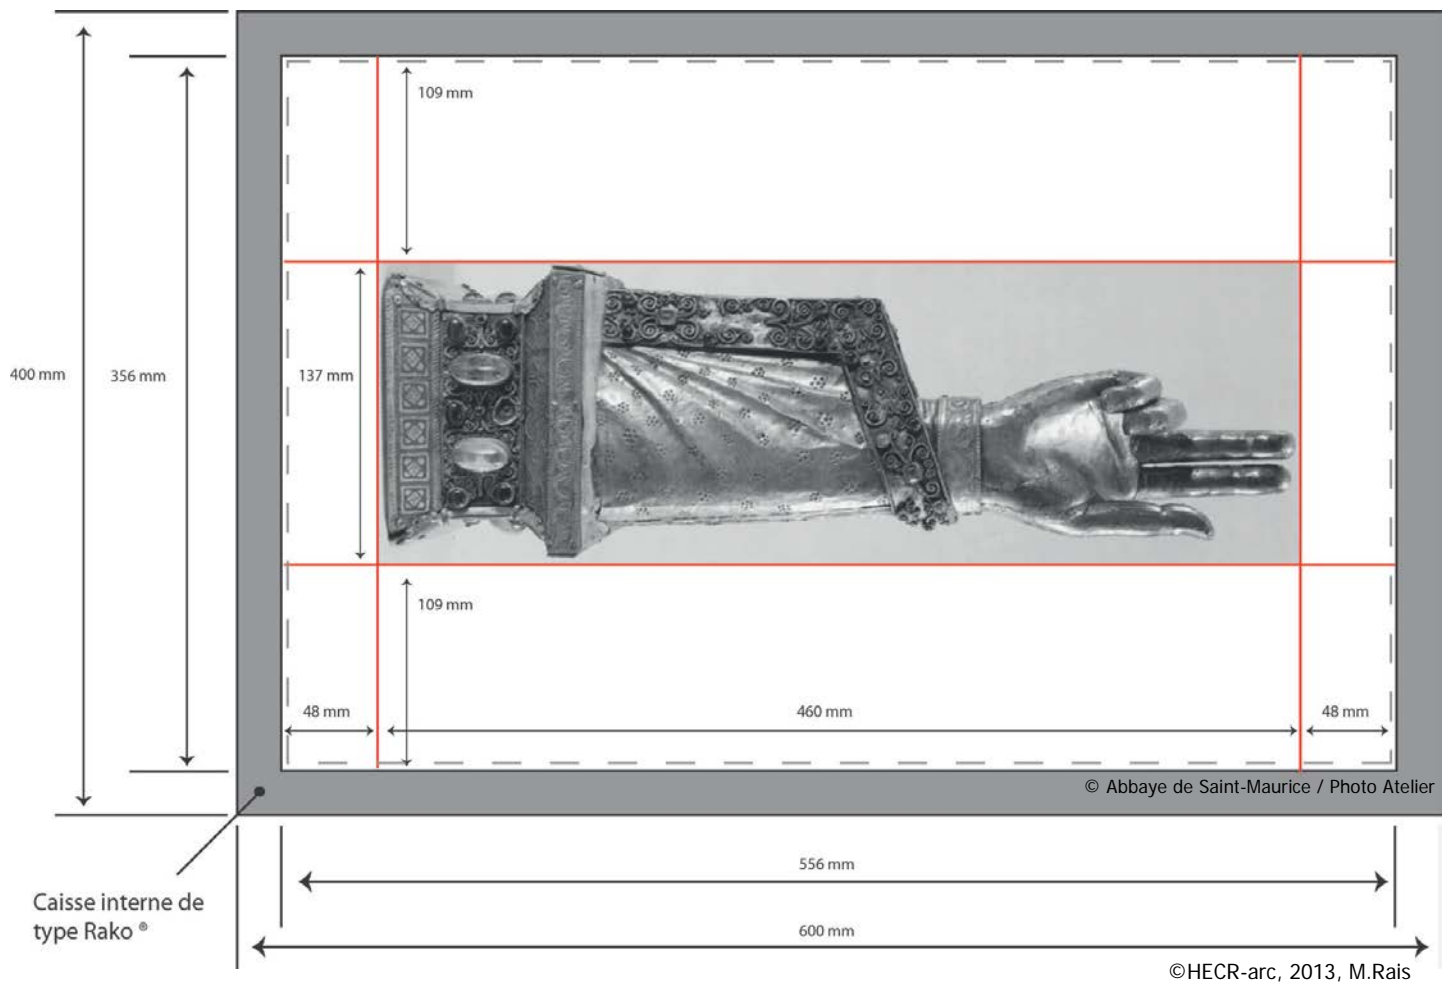 109 mm
400 mm
356 mm
137 mm
109 mm
48 mm
460 mm
48 mm
© Abbaye de Saint-Maurice / Photo Atelier
556 mm
Caisse interne de
type Rako ®
600 mm
©HECR-arc, 2013, M.Rais